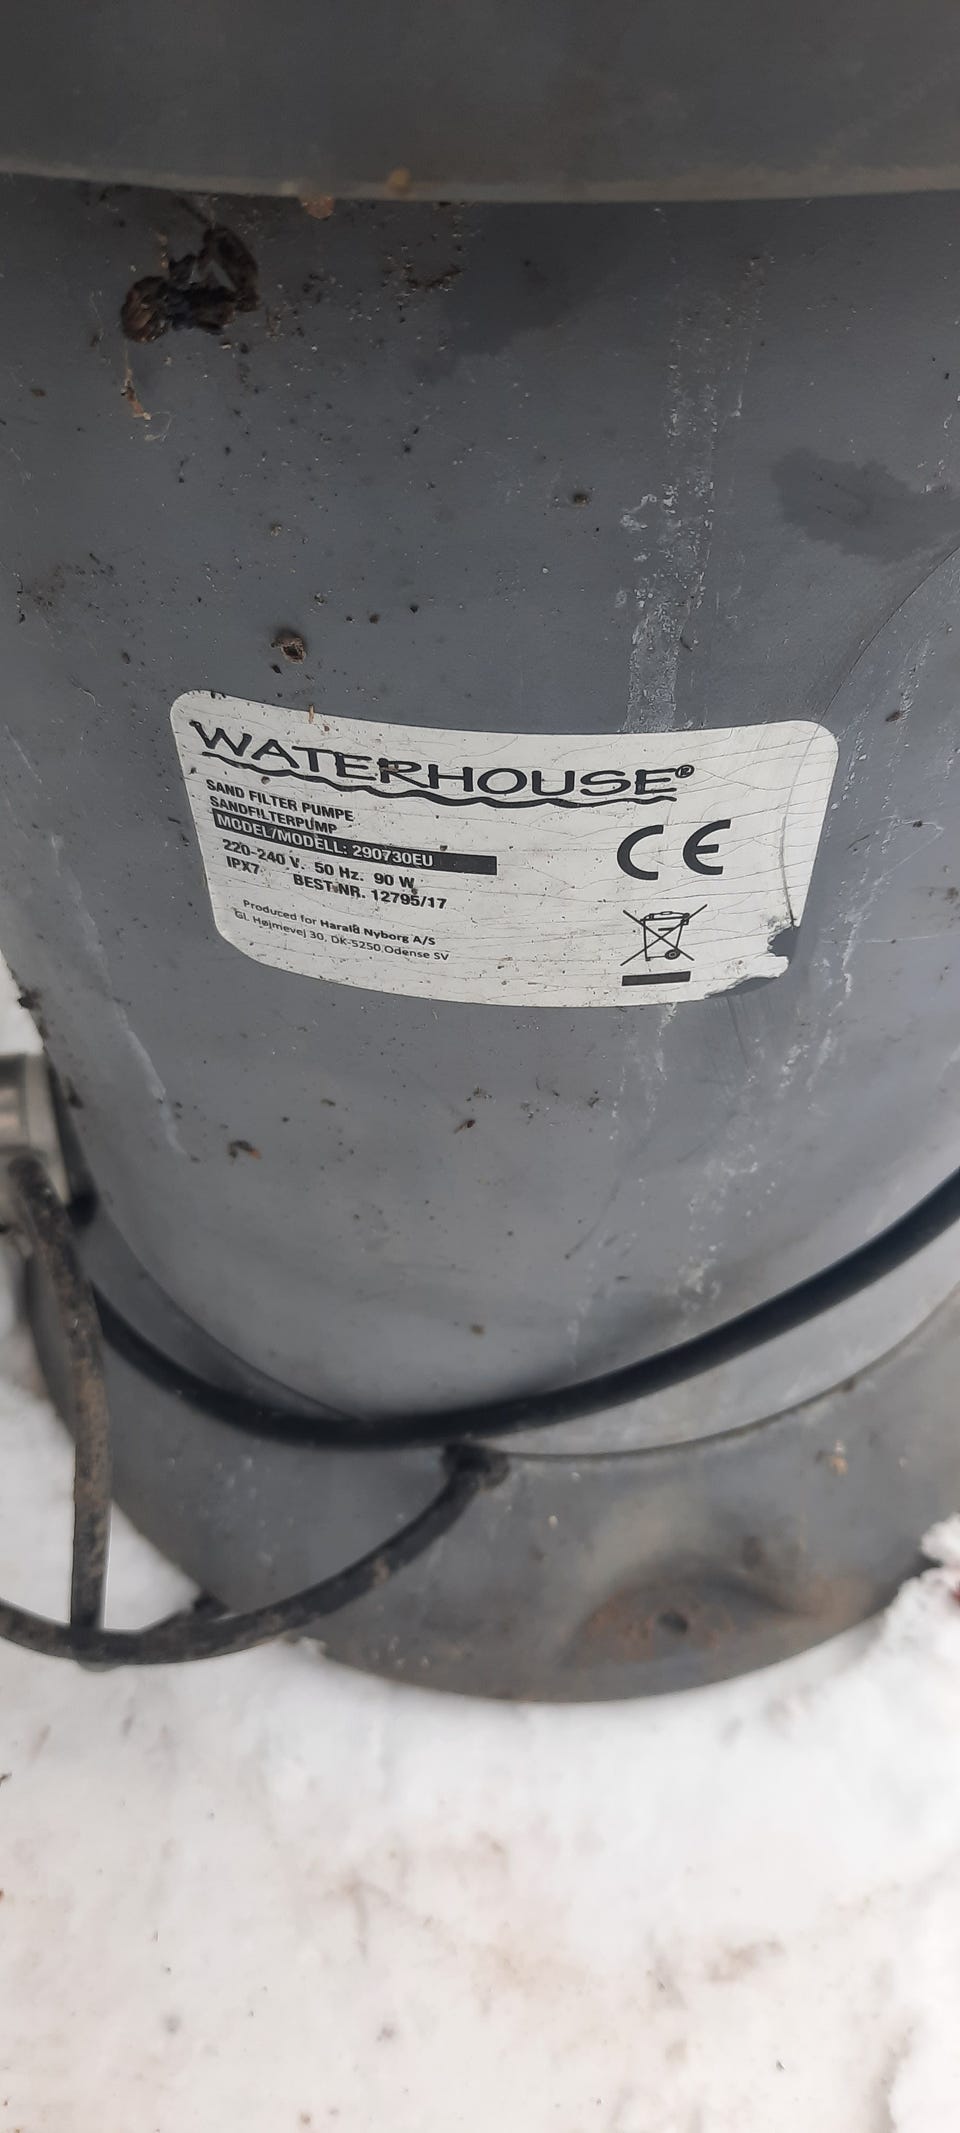 WATERHOUSE®
SAND FILTER PUMPE
SANDFILTERPUMP
MODEL/MODELL: 290730EU
220-240 V. 50 Hz. 90 W
IPX7 BEST.NR. 12795/17
Produced for Harald Nyborg A/S
Gl. Højmevej 30, DK-5250 Odense SV
CE